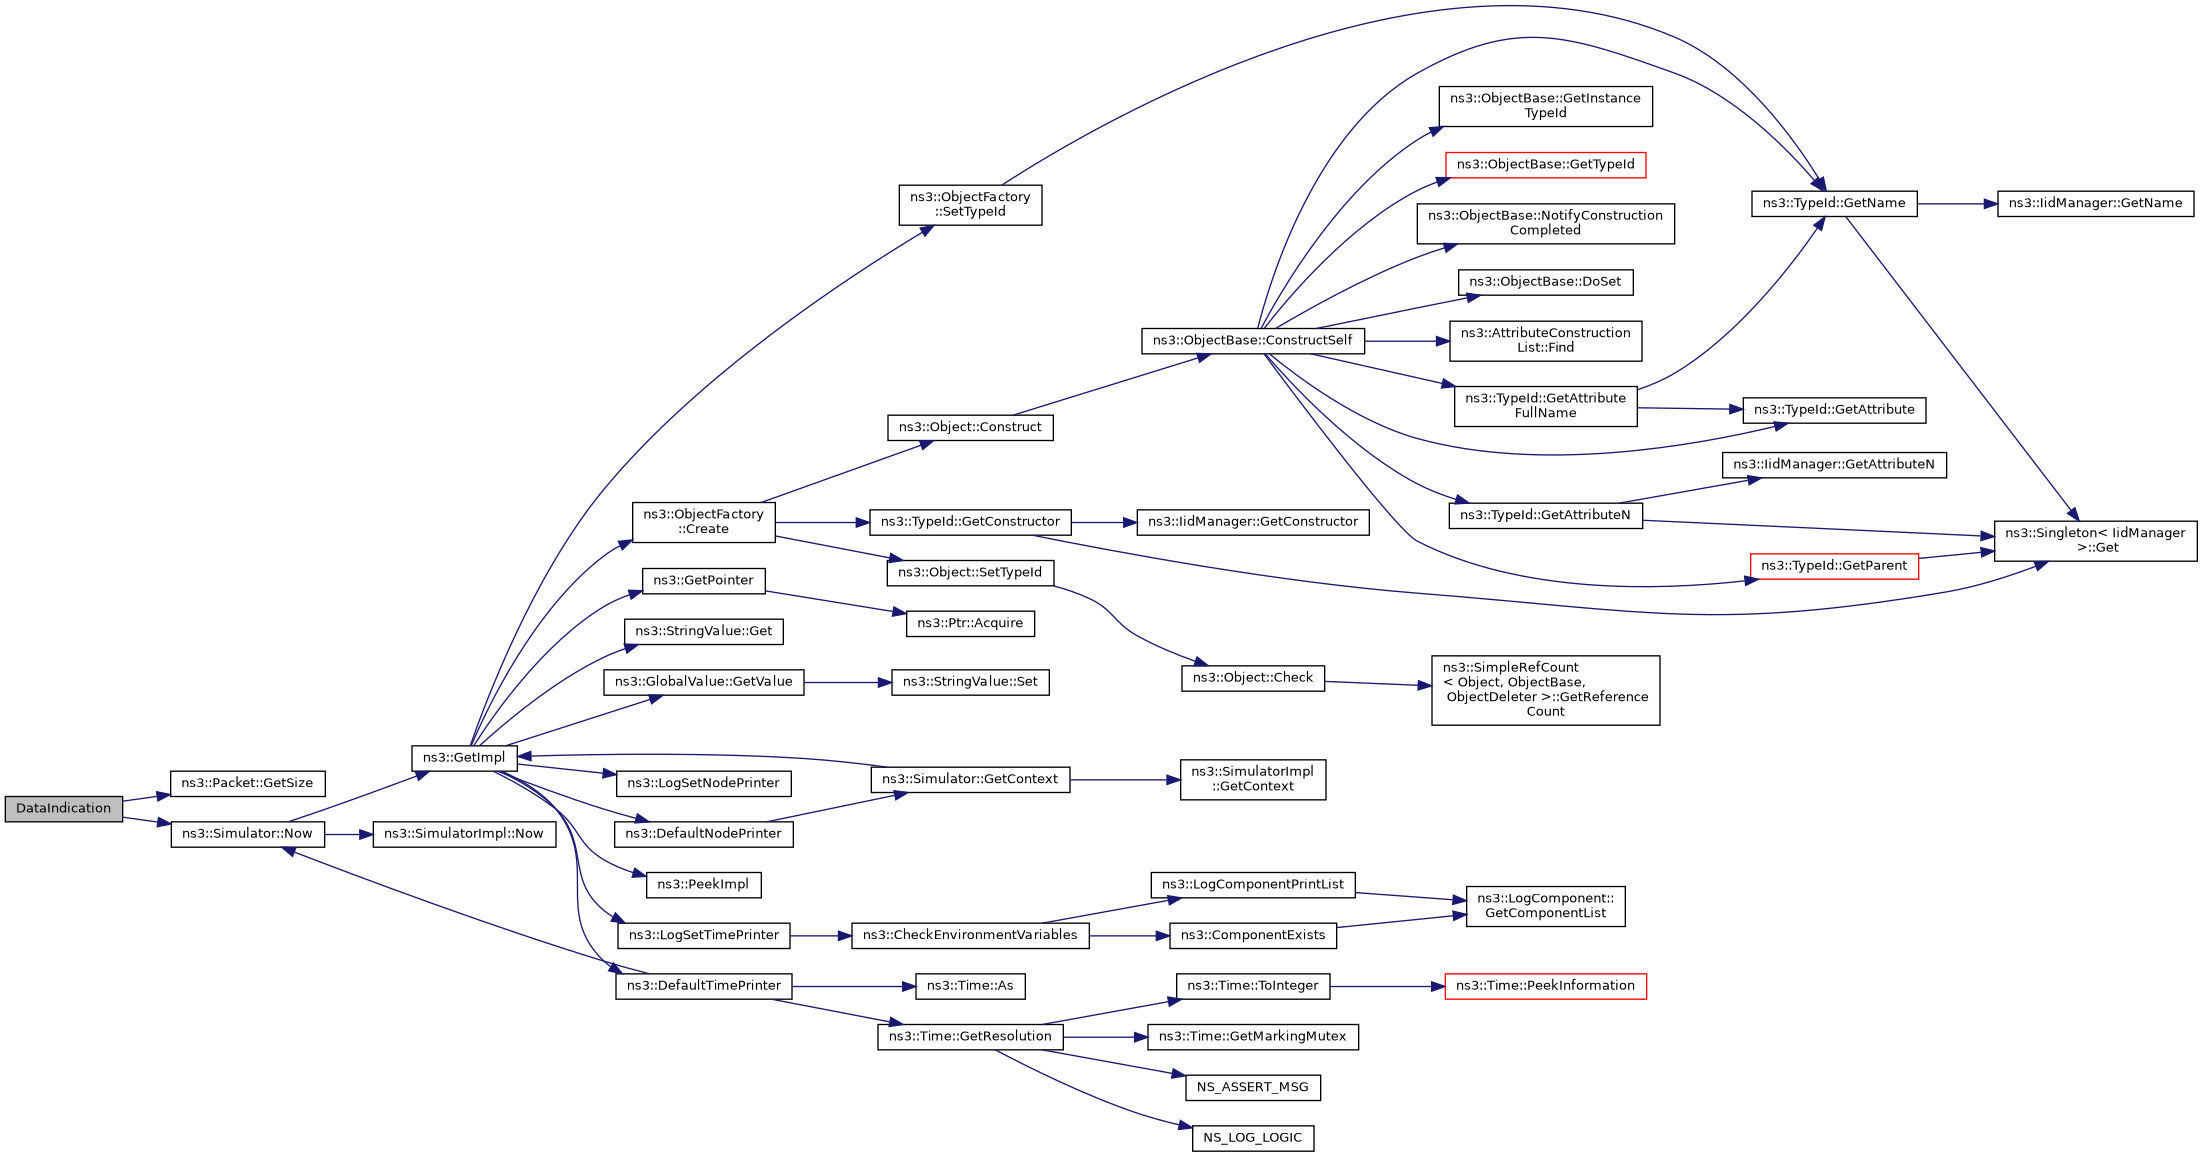 DataIndication
ns3::Packet::GetSize
ns3::Simulator::Now
ns3::GetImpl
ns3::SimulatorImpl::Now
ns3::ObjectFactory
::SetTypeId
ns3::ObjectFactory
::Create
ns3::GetPointer
ns3::StringValue::Get
ns3::GlobalValue::GetValue
ns3::LogSetNodePrinter
ns3::DefaultNodePrinter
ns3::PeekImpl
ns3::LogSetTimePrinter
ns3::DefaultTimePrinter
ns3::Object::Construct
ns3::TypeId::GetConstructor
ns3::Object::SetTypeId
ns3::Ptr::Acquire
ns3::StringValue::Set
ns3::Simulator::GetContext
ns3::CheckEnvironmentVariables
ns3::Time::As
ns3::Time::GetResolution
ns3::ObjectBase::ConstructSelf
ns3::IidManager::GetConstructor
ns3::Object::Check
ns3::SimulatorImpl
::GetContext
ns3::LogComponentPrintList
ns3::ComponentExists
ns3::Time::ToInteger
ns3::Time::GetMarkingMutex
NS_ASSERT_MSG
NS_LOG_LOGIC
ns3::ObjectBase::GetInstance
TypeId
ns3::ObjectBase::GetTypeId
ns3::ObjectBase::NotifyConstruction
Completed
ns3::ObjectBase::DoSet
ns3::AttributeConstruction
List::Find
ns3::TypeId::GetAttribute
FullName
ns3::TypeId::GetAttributeN
ns3::SimpleRefCount
< Object, ObjectBase,
ObjectDeleter >::GetReference
Count
ns3::LogComponent::
GetComponentList
ns3::Time::PeekInformation
ns3::TypeId::GetName
ns3::TypeId::GetAttribute
ns3::IidManager::GetAttributeN
ns3::TypeId::GetParent
ns3::IidManager::GetName
ns3::Singleton< IidManager
>::Get